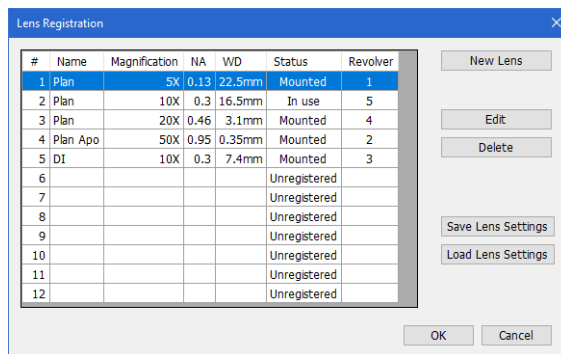 Lens Registration
# Name Magnification NA WD Status Revolver
1 Plan 5X 0.13 22.5mm Mounted 1
2 Plan 10X 0.3 16.5mm In use 5
3 Plan 20X 0.46 3.1mm Mounted 4
4 Plan Apo 50X 0.95 0.35mm Mounted 2
5 DI 10X 0.3 7.4mm Mounted 3
6 Unregistered
7 Unregistered
8 Unregistered
9 Unregistered
10 Unregistered
11 Unregistered
12 Unregistered
New Lens
Edit
Delete
Save Lens Settings
Load Lens Settings
OK Cancel